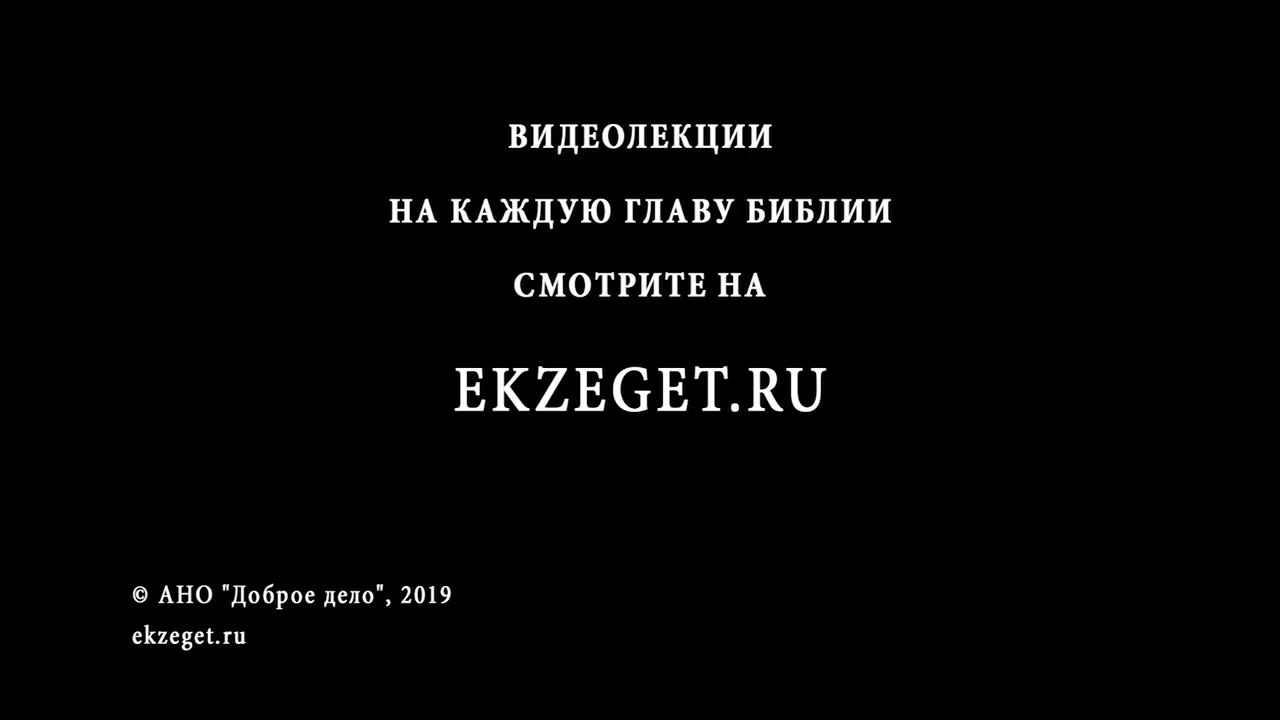 ВИДЕОЛЕКЦИИ
НА КАЖДУЮ ГЛАВУ БИБЛИИ
СМОТРИТЕ НА
EKZEGET.RU
© АНО "Доброе дело", 2019
ekzeget.ru